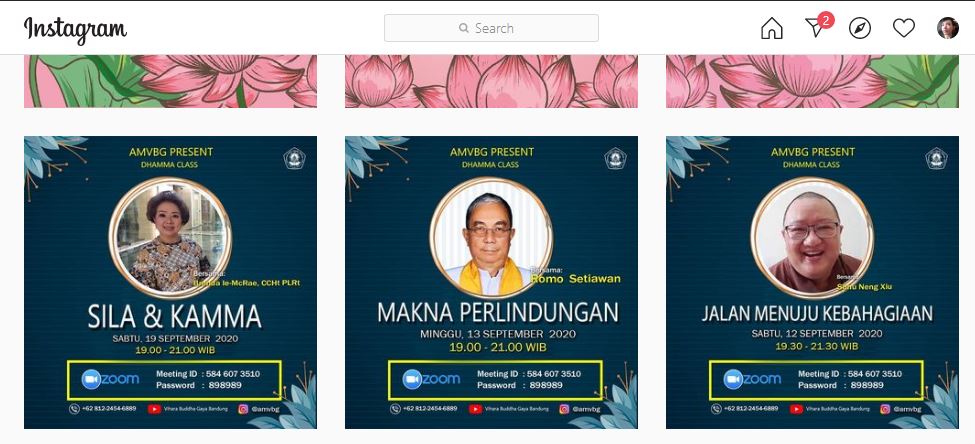 Instagram
Search
2
AMVBG PRESENT
DHAMMA CLASS
Bersama:
Ie-McRae, CCHt PLRt
SILA & KAMMA
SABTU, 19 SEPTEMBER 2020
19.00 - 21.00 WIB
zoom
Meeting ID : 584 607 3510
Password : 898989
+62 812-2454-6889
Vihara Buddha Gaya Bandung
@amvbg
AMVBG PRESENT
DHAMMA CLASS
Bersama:
Romo Setiawan
MAKNA PERLINDUNGAN
MINGGU, 13 SEPTEMBER 2020
19.00 - 21.00 WIB
zoom
Meeting ID : 584 607 3510
Password : 898989
+62 812-2454-6889
Vihara Buddha Gaya Bandung
@amvbg
AMVBG PRESENT
DHAMMA CLASS
Bersama
Neng Xiu
JALAN MENUJU KEBAHAGIAAN
SABTU, 12 SEPTEMBER 2020
19.30 - 21.30 WIB
zoom
Meeting ID : 584 607 3510
Password : 898989
+62 812-2454-6889
Vihara Buddha Gaya Bandung
@amvbg